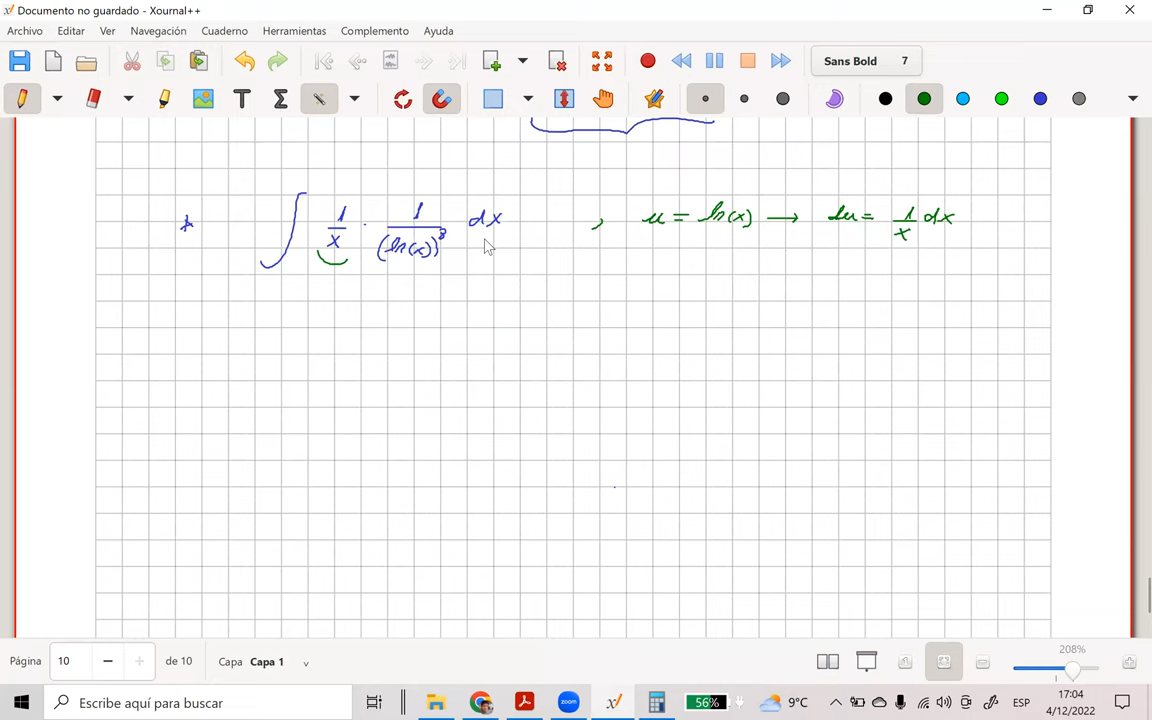 Documento no guardado - Xournal++
Archivo Editar Ver Navegación Cuaderno Herramientas Complemento Ayuda
Sans Bold 7
* ∫ 1/x · 1/(ln(x))^8 dx , u = ln(x) → du = 1/x dx
Página 10 de 10 Capa Capa 1 208%
Escribe aquí para buscar 56% 9°C ESP 17:04
4/12/2022